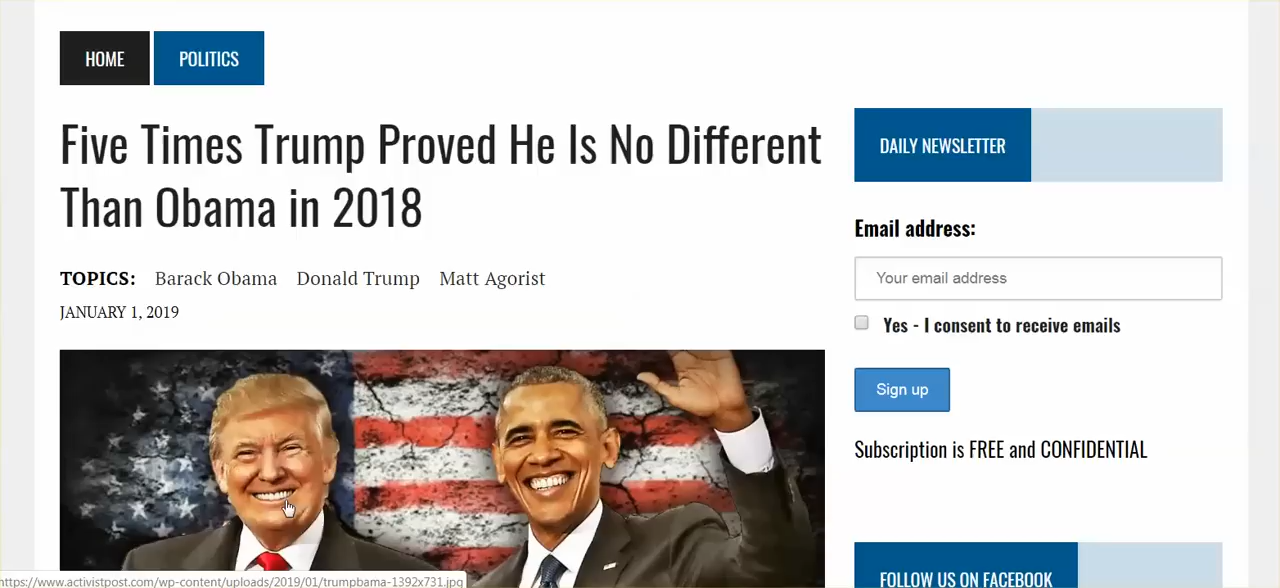 HOME
POLITICS
Five Times Trump Proved He Is No Different
Than Obama in 2018
TOPICS: Barack Obama Donald Trump Matt Agorist
JANUARY 1, 2019
DAILY NEWSLETTER
Email address:
Your email address
Yes - I consent to receive emails
Sign up
Subscription is FREE and CONFIDENTIAL
FOLLOW US ON FACEBOOK
https://www.activistpost.com/wp-content/uploads/2019/01/trumpbama-1392x731.jpg